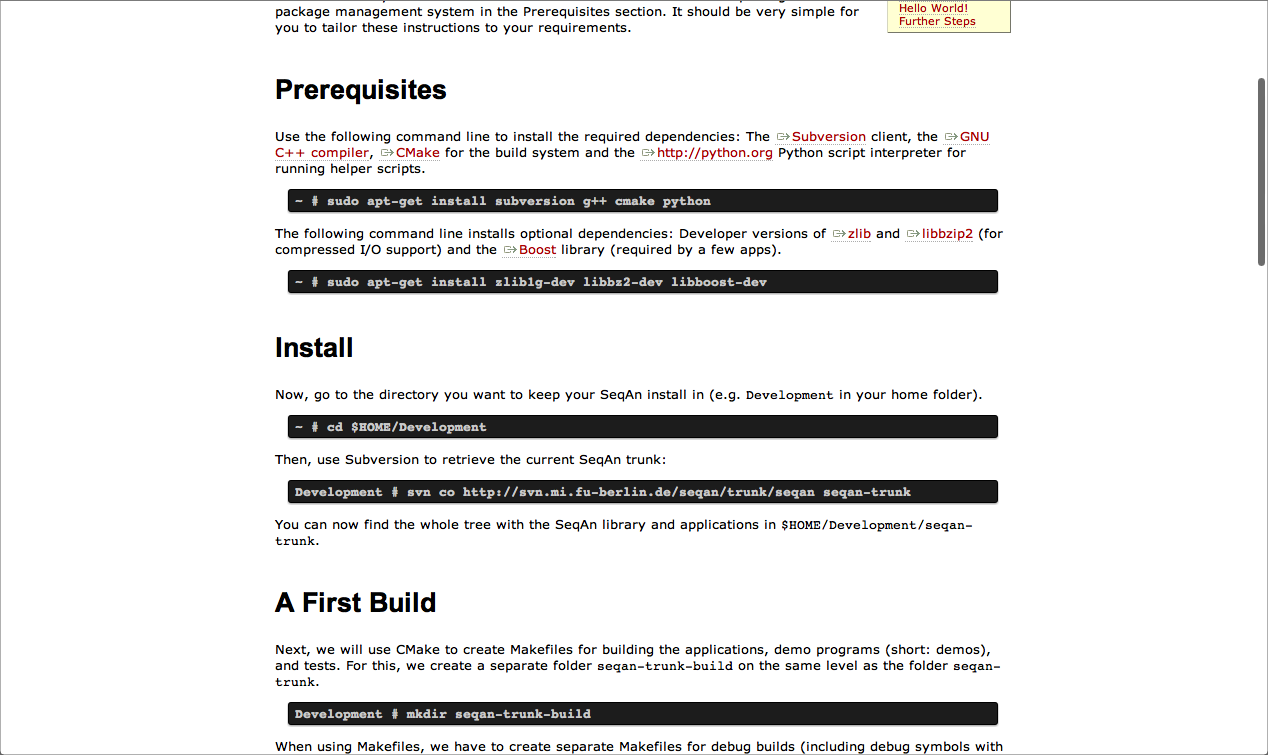 package management system in the Prerequisites section. It should be very simple for
you to tailor these instructions to your requirements.
Hello World!
Further Steps
Prerequisites
Use the following command line to install the required dependencies: The Subversion client, the GNU
C++ compiler, CMake for the build system and the http://python.org Python script interpreter for
running helper scripts.
~ # sudo apt-get install subversion g++ cmake python
The following command line installs optional dependencies: Developer versions of zlib and libbzip2 (for
compressed I/O support) and the Boost library (required by a few apps).
~ # sudo apt-get install zlib1g-dev libbz2-dev libboost-dev
Install
Now, go to the directory you want to keep your SeqAn install in (e.g. Development in your home folder).
~ # cd $HOME/Development
Then, use Subversion to retrieve the current SeqAn trunk:
Development # svn co http://svn.mi.fu-berlin.de/seqan/trunk/seqan seqan-trunk
You can now find the whole tree with the SeqAn library and applications in $HOME/Development/seqan-
trunk.
A First Build
Next, we will use CMake to create Makefiles for building the applications, demo programs (short: demos),
and tests. For this, we create a separate folder seqan-trunk-build on the same level as the folder seqan-
trunk.
Development # mkdir seqan-trunk-build
When using Makefiles, we have to create separate Makefiles for debug builds (including debug symbols with